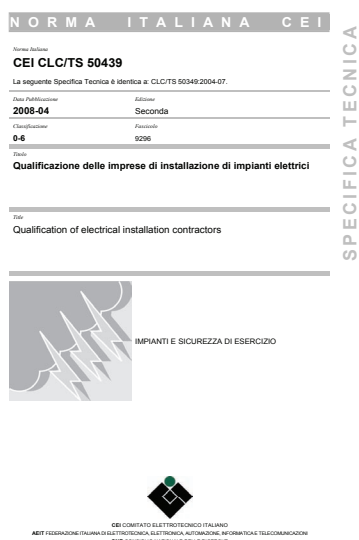 NORMA ITALIANA CEI
Norma Italiana
CEI CLC/TS 50439
La seguente Specifica Tecnica è identica a: CLC/TS 50349:2004-07.
Data Pubblicazione Edizione
2008-04 Seconda
Classificazione Fascicolo
0-6 9296
Titolo
Qualificazione delle imprese di installazione di impianti elettrici
Title
Qualification of electrical installation contractors
SPECIFICA TECNICA
IMPIANTI E SICUREZZA DI ESERCIZIO
CEI COMITATO ELETTROTECNICO ITALIANO
AEIT FEDERAZIONE ITALIANA DI ELETTROTECNICA, ELETTRONICA, AUTOMAZIONE, INFORMATICA E TELECOMUNICAZIONI